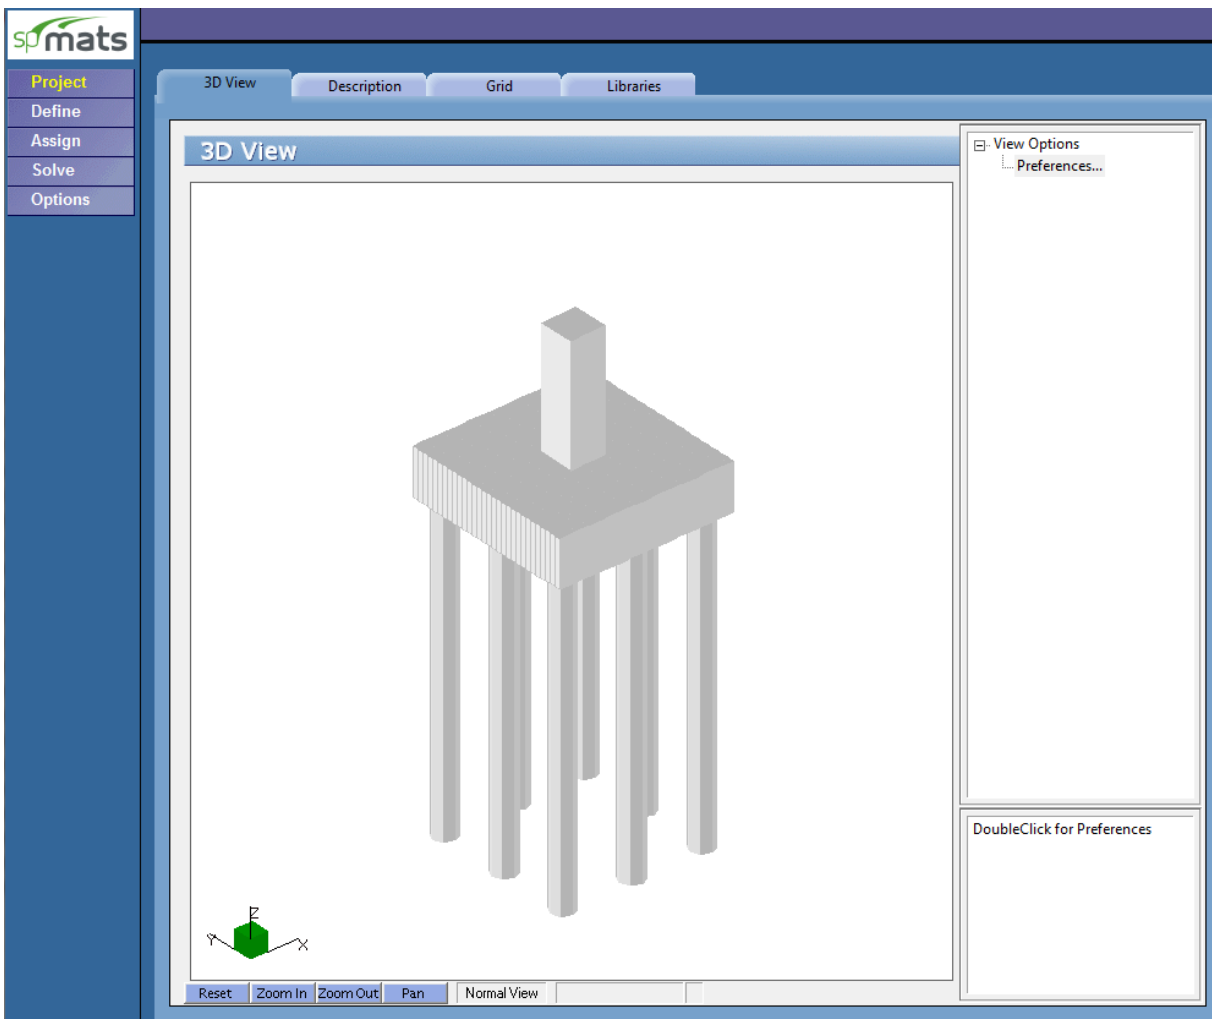 spmats
Project
Define
Assign
Solve
Options
3D View
Description
Grid
Libraries
3D View
View Options
Preferences...
DoubleClick for Preferences
Z
Y
X
Reset
Zoom In
Zoom Out
Pan
Normal View